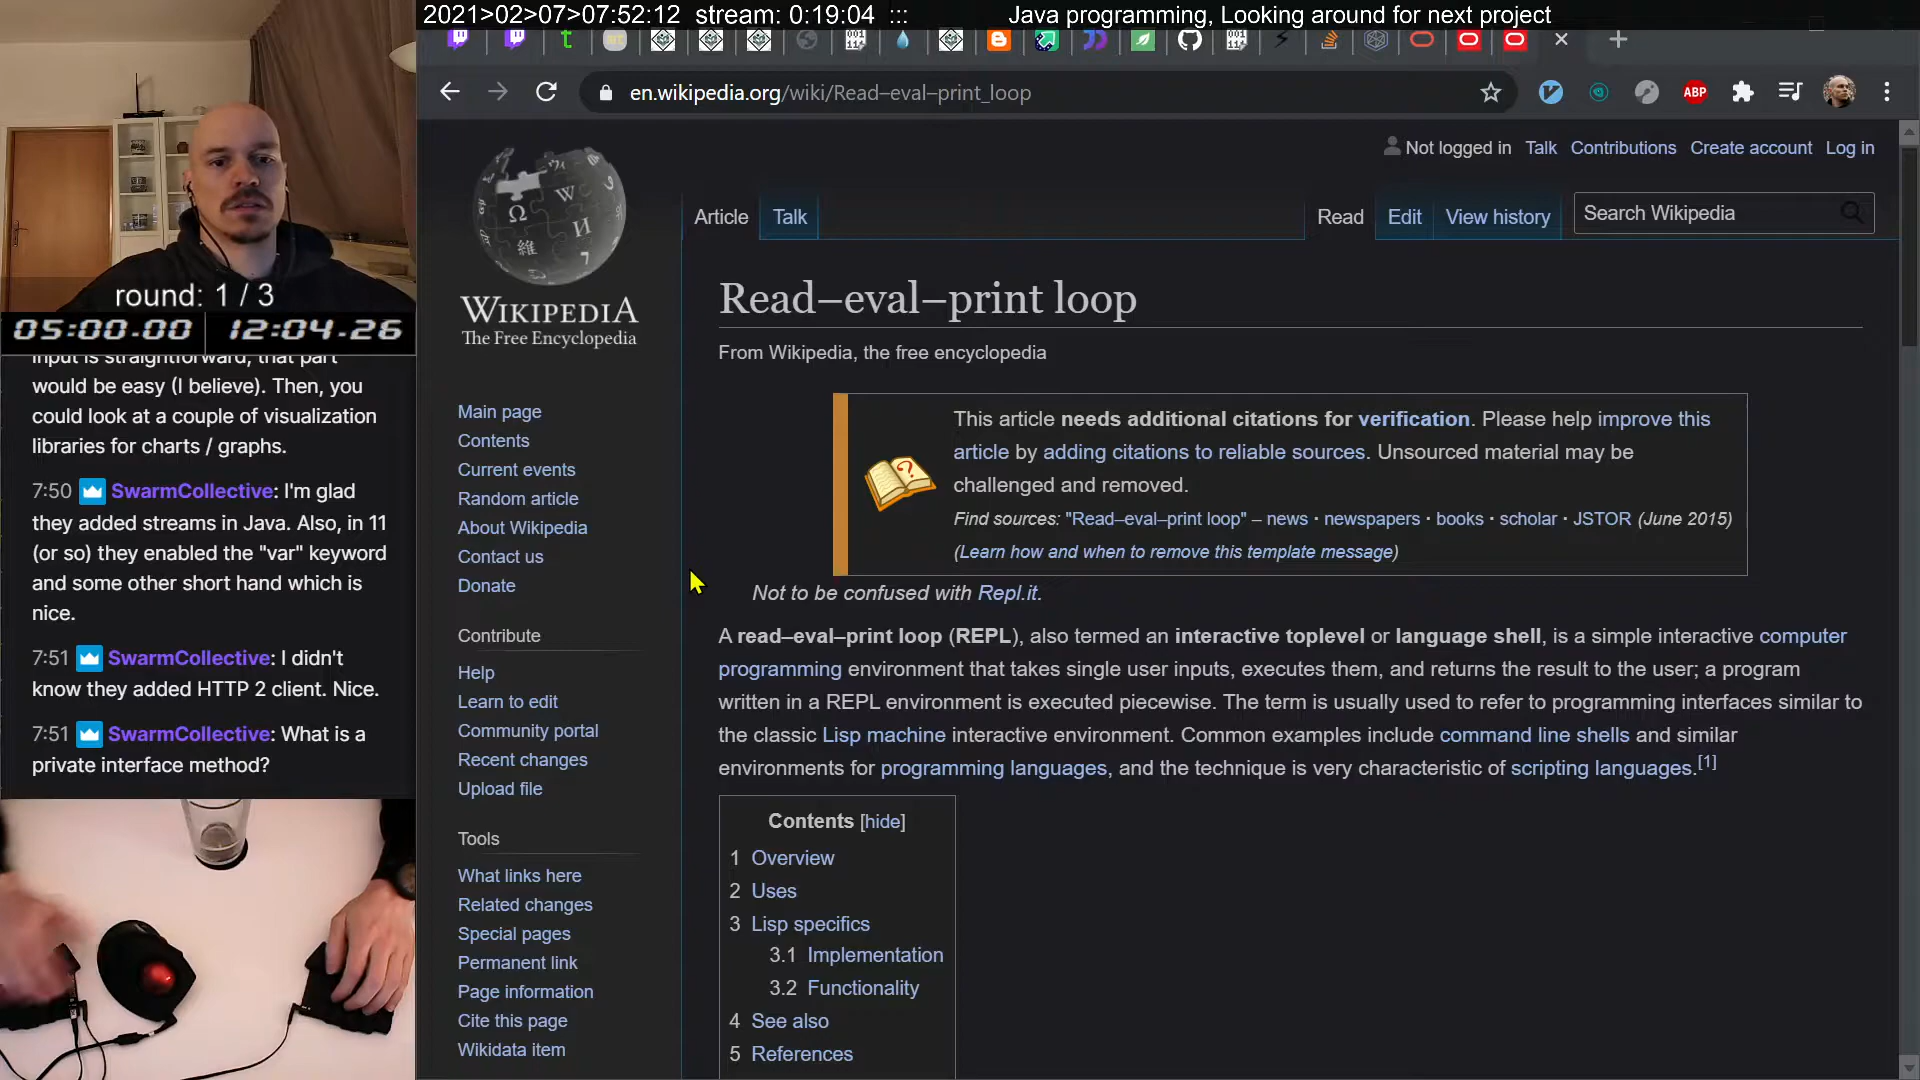 2021>02>07>07:52:12 stream: 0:19:04 ::: Java programming, Looking around for next project
en.wikipedia.org/wiki/Read–eval–print_loop
ABP
round: 1 / 3
05:00.00 12:04.26
input is straightforward, that part
would be easy (I believe). Then, you
could look at a couple of visualization
libraries for charts / graphs.
7:50 SwarmCollective: I'm glad
they added streams in Java. Also, in 11
(or so) they enabled the "var" keyword
and some other short hand which is
nice.
7:51 SwarmCollective: I didn't
know they added HTTP 2 client. Nice.
7:51 SwarmCollective: What is a
private interface method?
WIKIPEDIA
The Free Encyclopedia
Main page
Contents
Current events
Random article
About Wikipedia
Contact us
Donate
Contribute
Help
Learn to edit
Community portal
Recent changes
Upload file
Tools
What links here
Related changes
Special pages
Permanent link
Page information
Cite this page
Wikidata item
Not logged in Talk Contributions Create account Log in
Article Talk Read Edit View history Search Wikipedia
Read–eval–print loop
From Wikipedia, the free encyclopedia
This article needs additional citations for verification. Please help improve this
article by adding citations to reliable sources. Unsourced material may be
challenged and removed.
Find sources: "Read–eval–print loop" – news · newspapers · books · scholar · JSTOR (June 2015)
(Learn how and when to remove this template message)
Not to be confused with Repl.it.
A read–eval–print loop (REPL), also termed an interactive toplevel or language shell, is a simple interactive computer
programming environment that takes single user inputs, executes them, and returns the result to the user; a program
written in a REPL environment is executed piecewise. The term is usually used to refer to programming interfaces similar to
the classic Lisp machine interactive environment. Common examples include command line shells and similar
environments for programming languages, and the technique is very characteristic of scripting languages.[1]
Contents [hide]
1 Overview
2 Uses
3 Lisp specifics
3.1 Implementation
3.2 Functionality
4 See also
5 References